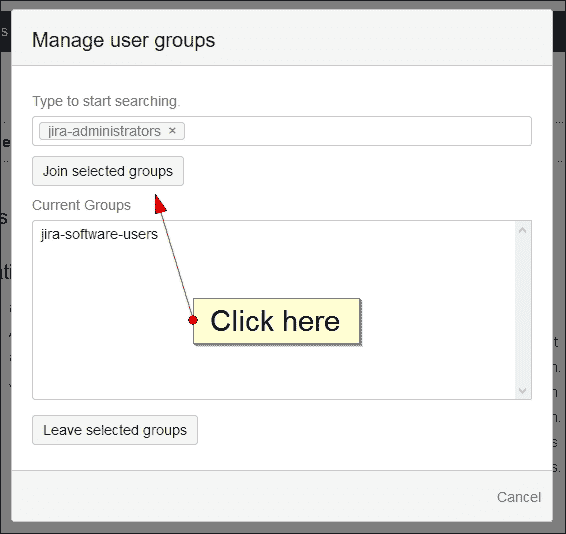 Manage user groups
Type to start searching.
jira-administrators ×
Join selected groups
Current Groups
jira-software-users
Click here
Leave selected groups
Cancel